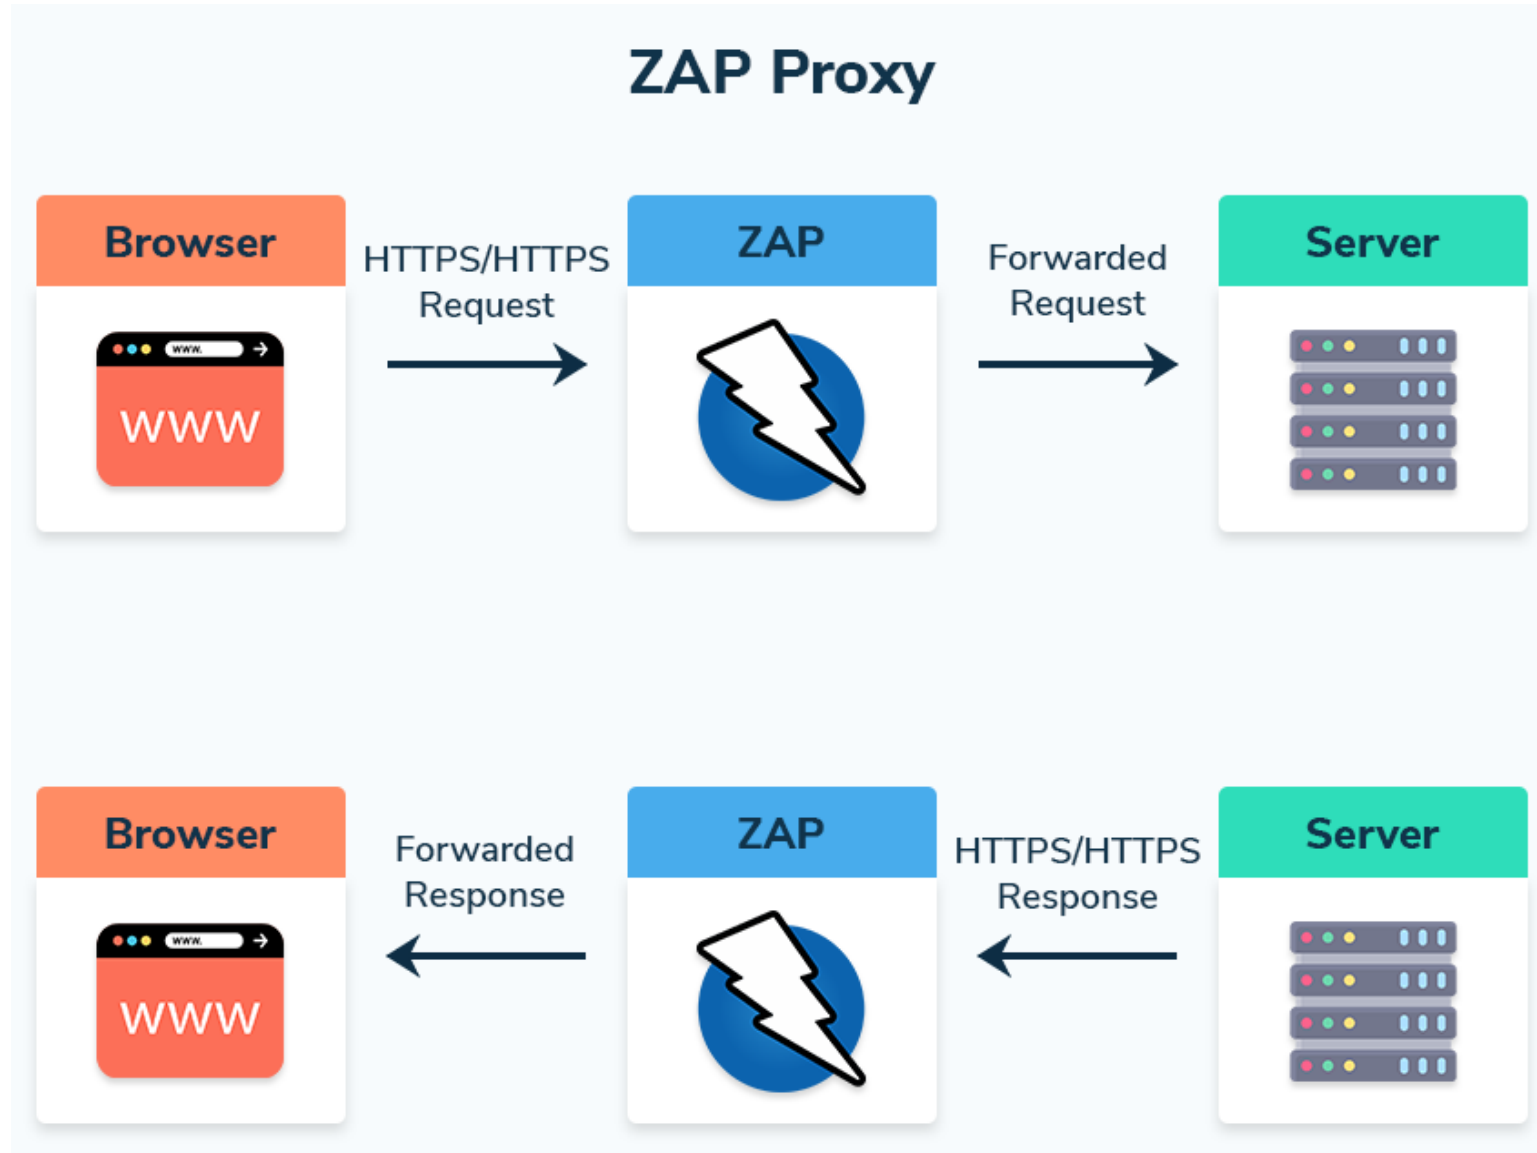 ZAP Proxy
Browser
HTTPS/HTTPS
Request
ZAP
Forwarded
Request
Server
www.
WWW
Browser
Forwarded
Response
ZAP
HTTPS/HTTPS
Response
Server
www.
WWW